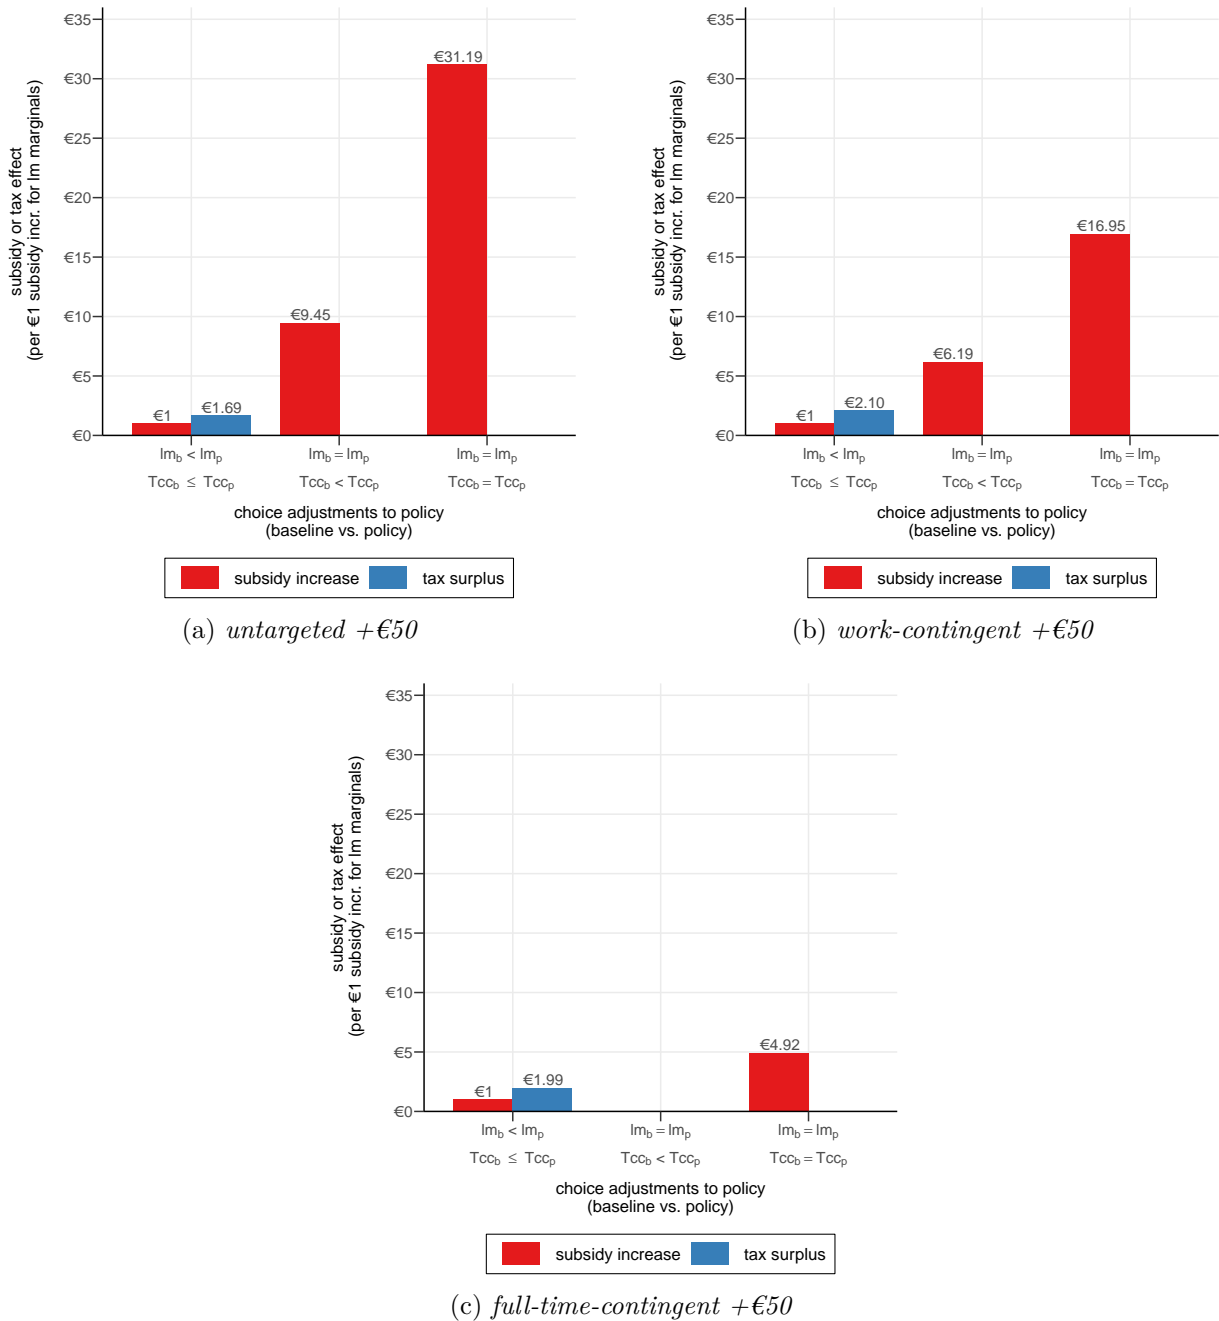 subsidy or tax effect
(per €1 subsidy incr. for lm marginals)
€35
€30
€25
€20
€15
€10
€5
€0
€1
€1.69
€9.45
€31.19
lm_b < lm_p
Tcc_b ≤ Tcc_p
lm_b = lm_p
Tcc_b < Tcc_p
lm_b = lm_p
Tcc_b = Tcc_p
choice adjustments to policy
(baseline vs. policy)
subsidy increase tax surplus
(a) untargeted +€50
subsidy or tax effect
(per €1 subsidy incr. for lm marginals)
€35
€30
€25
€20
€15
€10
€5
€0
€1
€2.10
€6.19
€16.95
lm_b < lm_p
Tcc_b ≤ Tcc_p
lm_b = lm_p
Tcc_b < Tcc_p
lm_b = lm_p
Tcc_b = Tcc_p
choice adjustments to policy
(baseline vs. policy)
subsidy increase tax surplus
(b) work-contingent +€50
subsidy or tax effect
(per €1 subsidy incr. for lm marginals)
€35
€30
€25
€20
€15
€10
€5
€0
€1
€1.99
€4.92
lm_b < lm_p
Tcc_b ≤ Tcc_p
lm_b = lm_p
Tcc_b < Tcc_p
lm_b = lm_p
Tcc_b = Tcc_p
choice adjustments to policy
(baseline vs. policy)
subsidy increase tax surplus
(c) full-time-contingent +€50